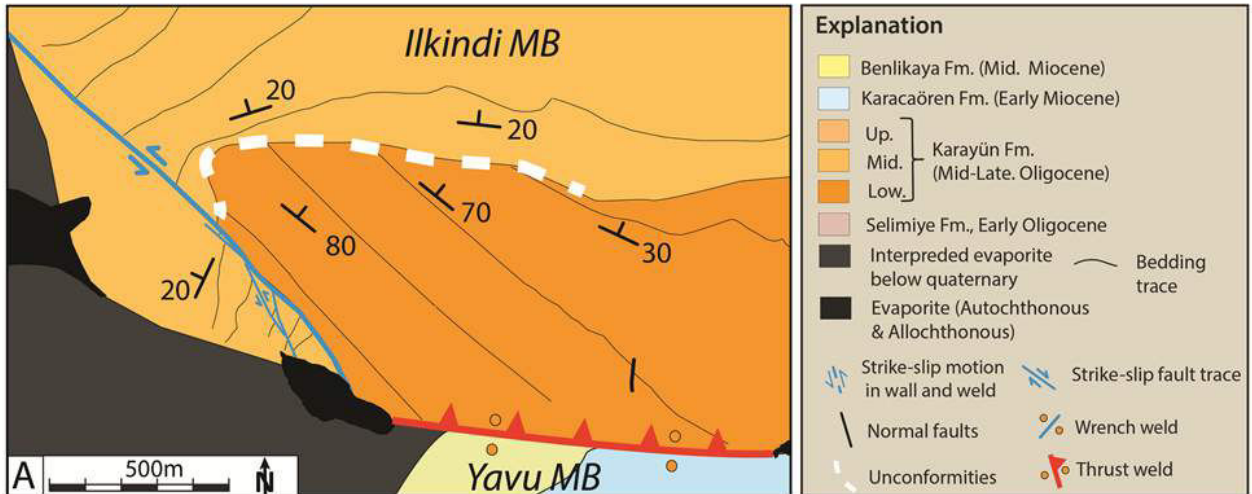 Ilkindi MB
20
20
70
80
30
20
A
500m
N
Yavu MB
Explanation
Benlikaya Fm. (Mid. Miocene)
Karacaören Fm. (Early Miocene)
Up.
Mid.
Low.
Karayün Fm.
(Mid-Late. Oligocene)
Selimiye Fm., Early Oligocene
Interpreded evaporite
below quaternary
Bedding
trace
Evaporite (Autochthonous
& Allochthonous)
Strike-slip motion
in wall and weld
Strike-slip fault trace
Normal faults
Wrench weld
Unconformities
Thrust weld